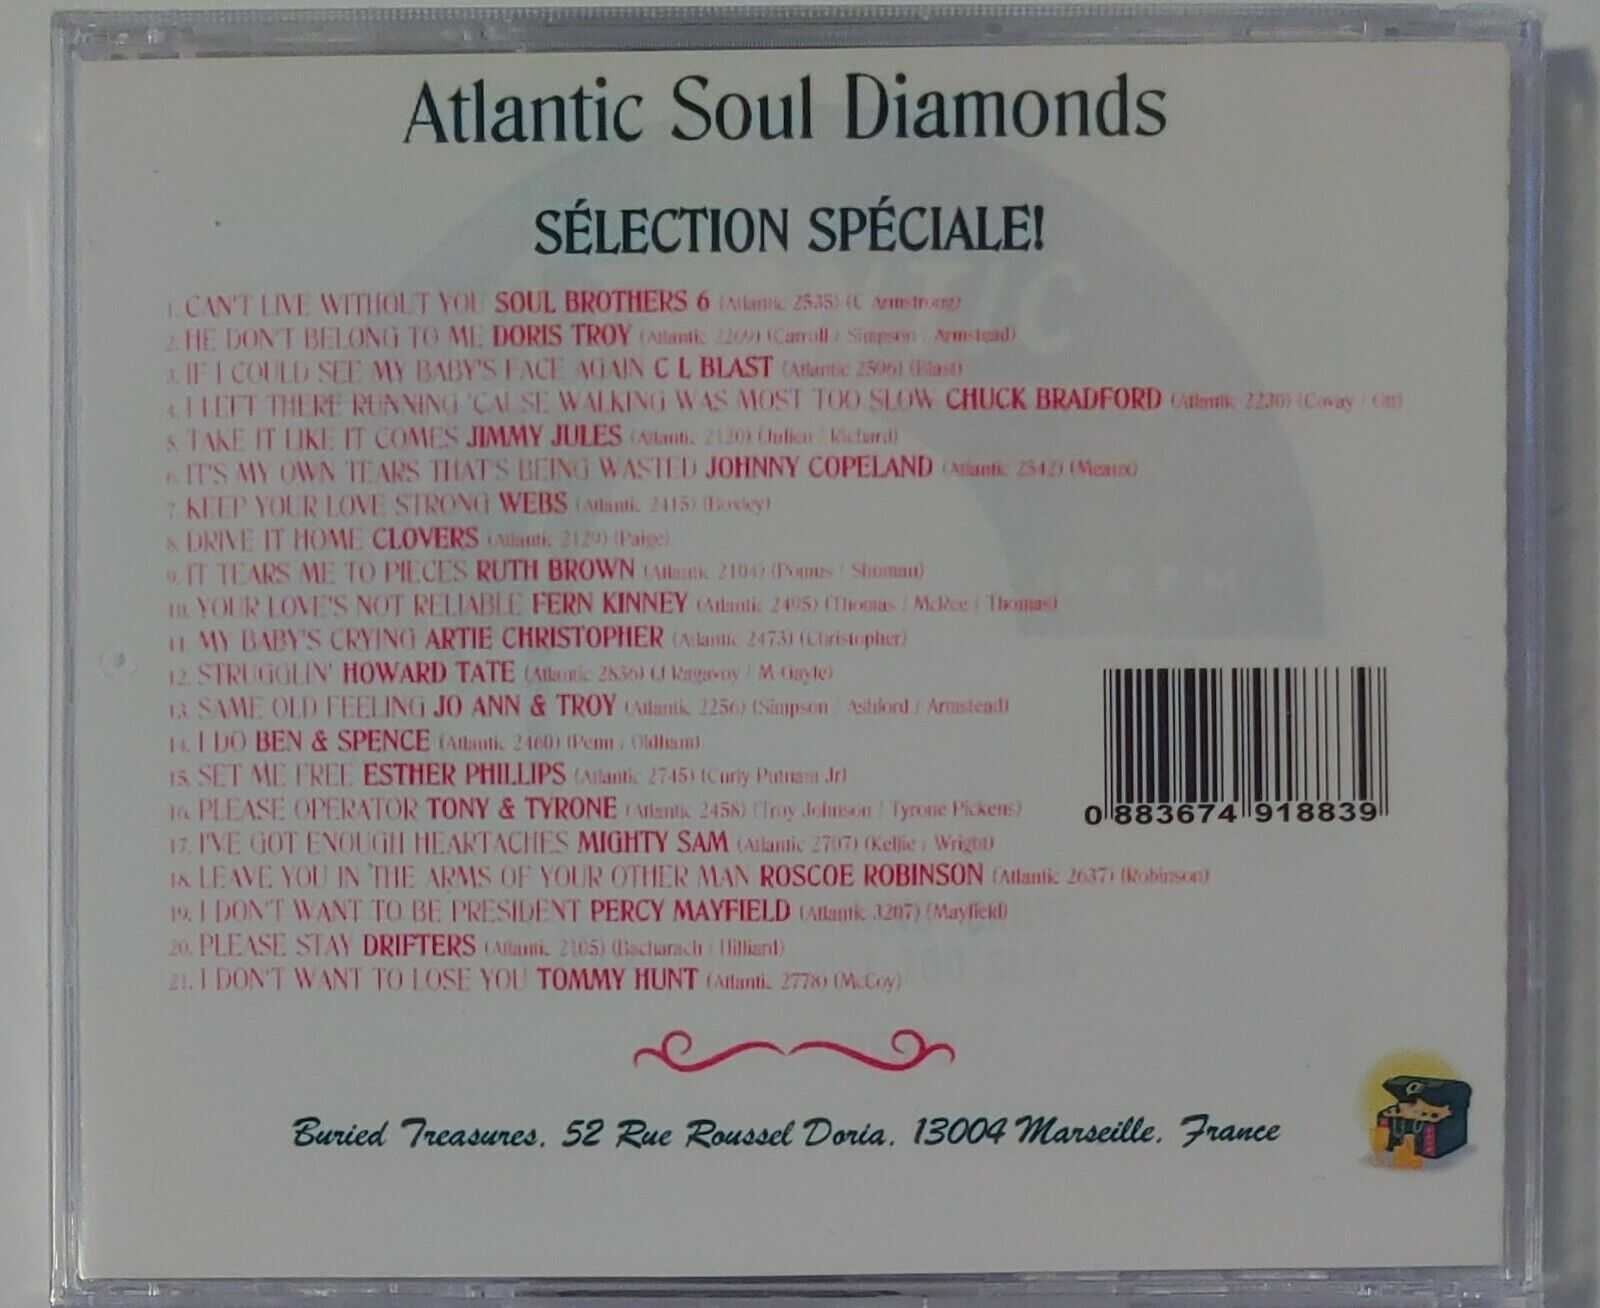 Atlantic Soul Diamonds
SÉLECTION SPÉCIALE!
1. CAN'T LIVE WITHOUT YOU SOUL BROTHERS 6 (Atlantic 2535) (C Armstrong)
2. HE DON'T BELONG TO ME DORIS TROY (Atlantic 2269) (Carroll / Simpson / Armstead)
3. IF I COULD SEE MY BABY'S FACE AGAIN C L BLAST (Atlantic 2596) (Blast)
4. I LEFT THERE RUNNING 'CAUSE WALKING WAS MOST TOO SLOW CHUCK BRADFORD (Atlantic 2230) (Covay / Ott)
5. TAKE IT LIKE IT COMES JIMMY JULES (Atlantic 2120) (Julien / Richard)
6. IT'S MY OWN TEARS THAT'S BEING WASTED JOHNNY COPELAND (Atlantic 2542) (Meaux)
7. KEEP YOUR LOVE STRONG WEBS (Atlantic 2415) (Boxley)
8. DRIVE IT HOME CLOVERS (Atlantic 2129) (Paige)
9. IT TEARS ME TO PIECES RUTH BROWN (Atlantic 2104) (Pomus / Shuman)
10. YOUR LOVE'S NOT RELIABLE FERN KINNEY (Atlantic 2495) (Thomas / McRee / Thomas)
11. MY BABY'S CRYING ARTIE CHRISTOPHER (Atlantic 2473) (Christopher)
12. STRUGGLIN' HOWARD TATE (Atlantic 2836) (J Ragavoy / M Gayle)
13. SAME OLD FEELING JO ANN & TROY (Atlantic 2256) (Simpson / Ashford / Armstead)
14. I DO BEN & SPENCE (Atlantic 2460) (Penn / Oldham)
15. SET ME FREE ESTHER PHILLIPS (Atlantic 2745) (Curly Putnam Jr)
16. PLEASE OPERATOR TONY & TYRONE (Atlantic 2458) (Troy Johnson / Tyrone Pickens)
17. I'VE GOT ENOUGH HEARTACHES MIGHTY SAM (Atlantic 2707) (Kellie / Wright)
18. LEAVE YOU IN THE ARMS OF YOUR OTHER MAN ROSCOE ROBINSON (Atlantic 2637) (Robinson)
19. I DON'T WANT TO BE PRESIDENT PERCY MAYFIELD (Atlantic 3207) (Mayfield)
20. PLEASE STAY DRIFTERS (Atlantic 2105) (Bacharach / Hilliard)
21. I DON'T WANT TO LOSE YOU TOMMY HUNT (Atlantic 2778) (McCoy)
0 883674 918839
Buried Treasures, 52 Rue Roussel Doria, 13004 Marseille, France